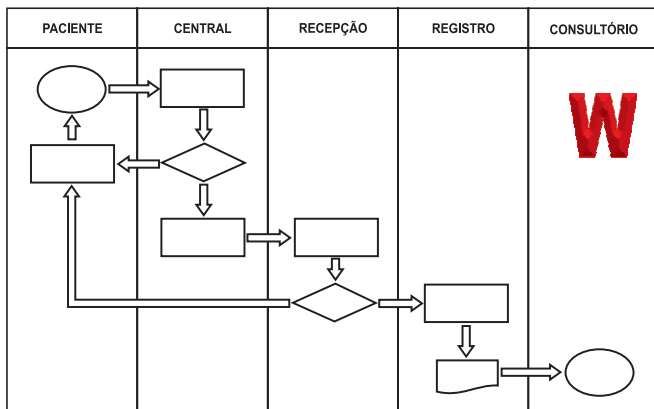 PACIENTE
CENTRAL
RECEPÇÃO
REGISTRO
CONSULTÓRIO
W